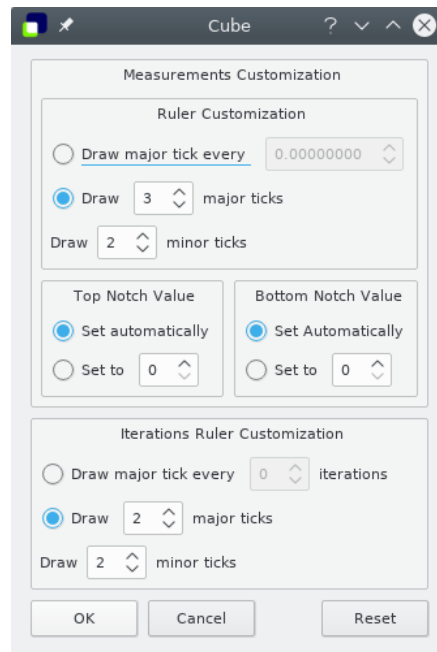 Cube
Measurements Customization
Ruler Customization
Draw major tick every 0.00000000
Draw 3 major ticks
Draw 2 minor ticks
Top Notch Value
Set automatically
Set to 0
Bottom Notch Value
Set Automatically
Set to 0
Iterations Ruler Customization
Draw major tick every 0 iterations
Draw 2 major ticks
Draw 2 minor ticks
OK Cancel Reset